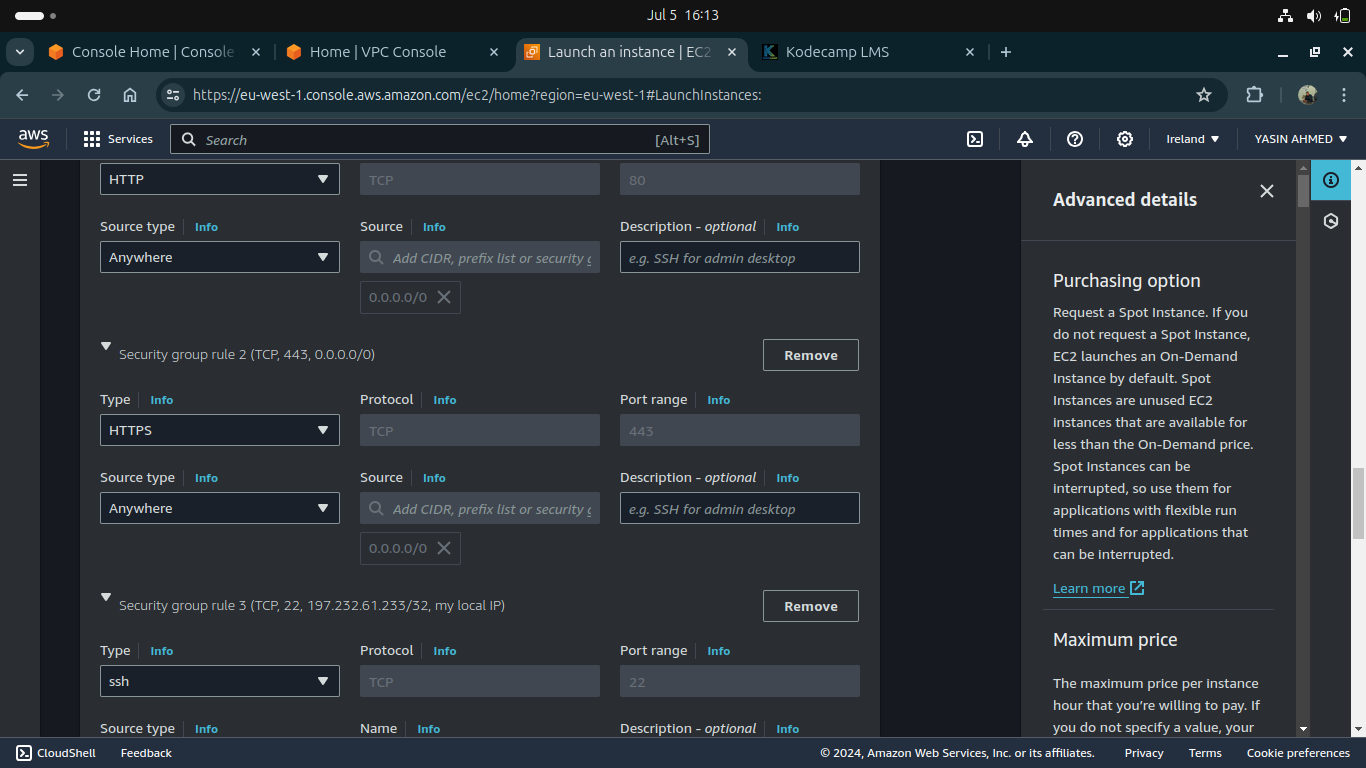 Jul 5 16:13
Console Home | Console
Home | VPC Console
Launch an instance | EC2
Kodecamp LMS
https://eu-west-1.console.aws.amazon.com/ec2/home?region=eu-west-1#LaunchInstances:
aws
Services
Search
[Alt+S]
Ireland
YASIN AHMED
HTTP
TCP
80
Source type Info
Source Info
Description - optional Info
Anywhere
Add CIDR, prefix list or security g
e.g. SSH for admin desktop
0.0.0.0/0
Security group rule 2 (TCP, 443, 0.0.0.0/0)
Remove
Type Info
Protocol Info
Port range Info
HTTPS
TCP
443
Source type Info
Source Info
Description - optional Info
Anywhere
Add CIDR, prefix list or security g
e.g. SSH for admin desktop
0.0.0.0/0
Security group rule 3 (TCP, 22, 197.232.61.233/32, my local IP)
Remove
Type Info
Protocol Info
Port range Info
ssh
TCP
22
Source type Info
Name Info
Description - optional Info
Advanced details
Purchasing option
Request a Spot Instance. If you
do not request a Spot Instance,
EC2 launches an On-Demand
Instance by default. Spot
Instances are unused EC2
instances that are available for
less than the On-Demand price.
Spot Instances can be
interrupted, so use them for
applications with flexible run
times and for applications that
can be interrupted.
Learn more
Maximum price
The maximum price per instance
hour that you're willing to pay. If
you do not specify a value, your
CloudShell
Feedback
© 2024, Amazon Web Services, Inc. or its affiliates.
Privacy
Terms
Cookie preferences